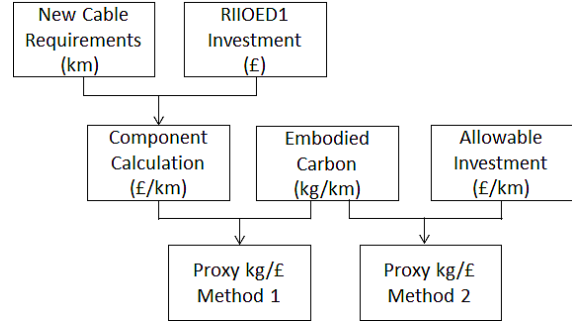 New Cable
Requirements
(km)
RIIOED1
Investment
(£)
Component
Calculation
(£/km)
Embodied
Carbon
(kg/km)
Allowable
Investment
(£/km)
Proxy kg/£
Method 1
Proxy kg/£
Method 2